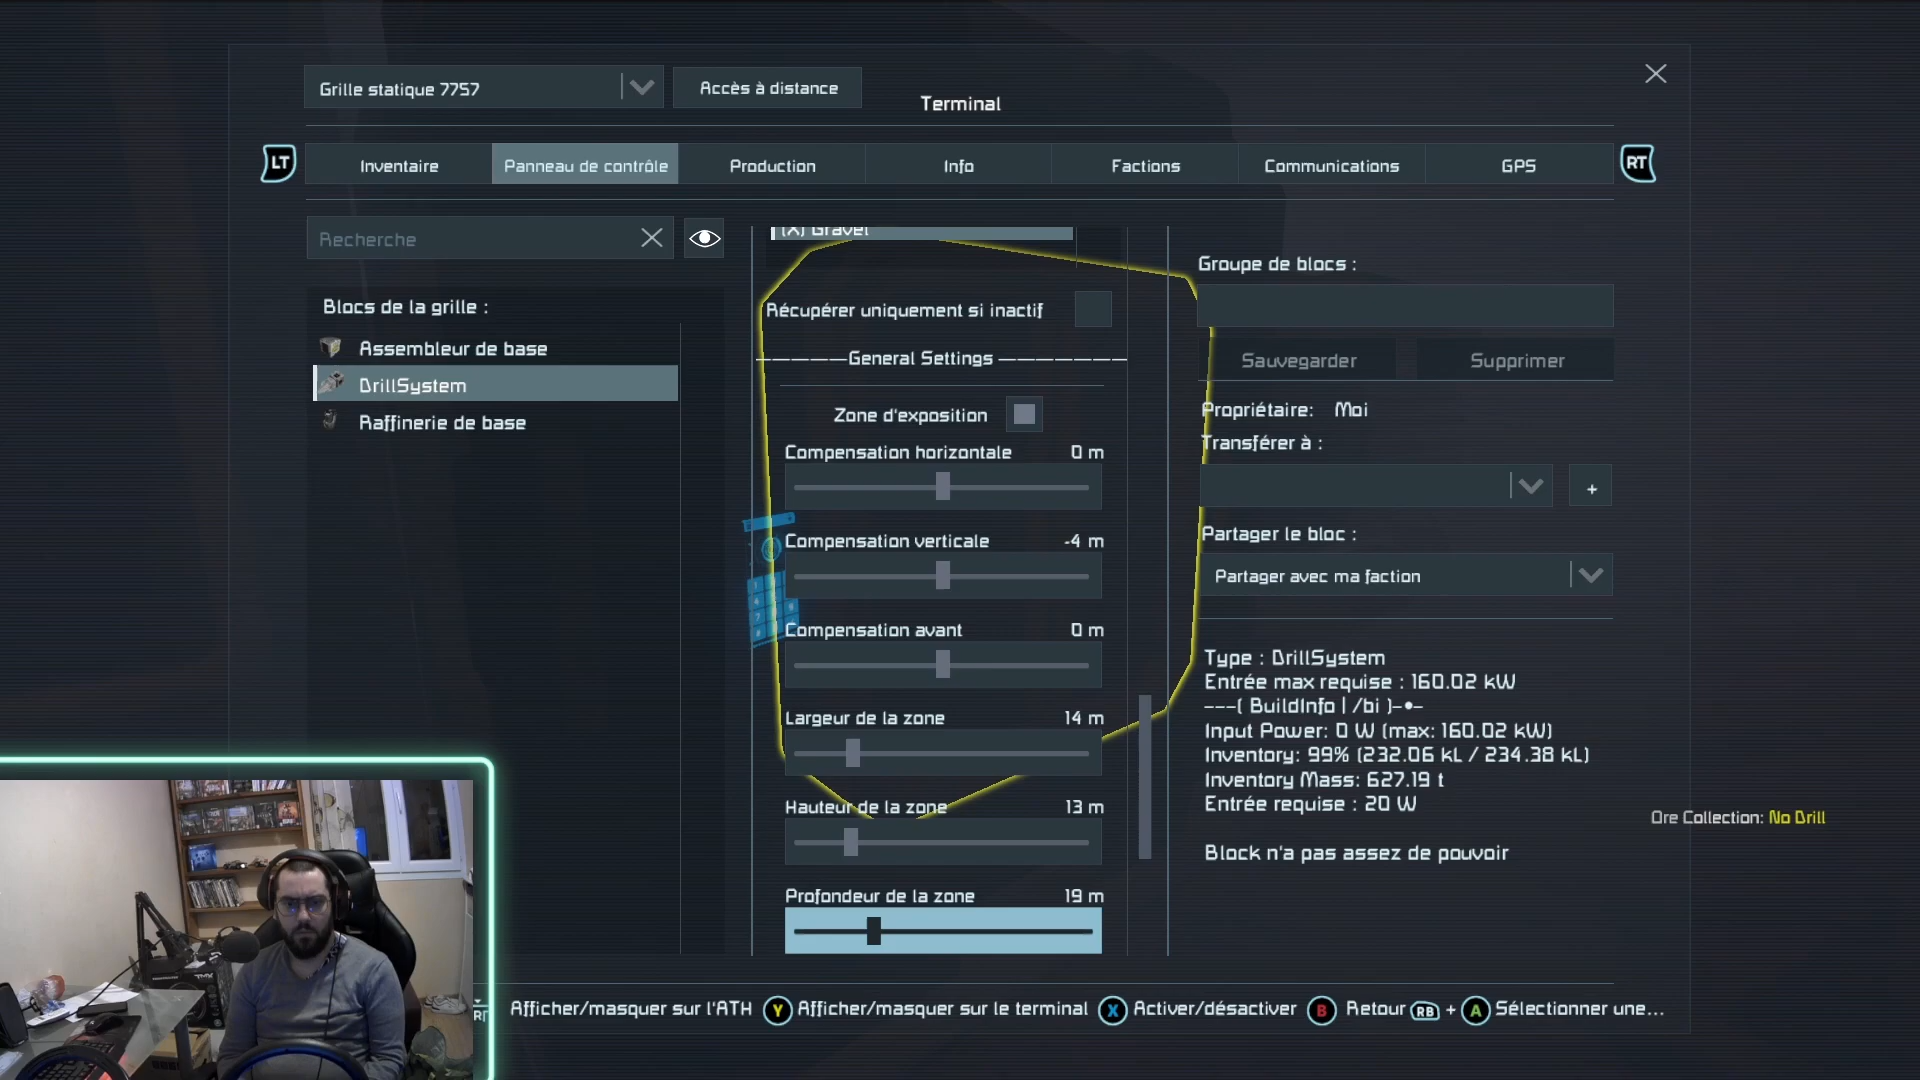 Grille statique 7757
Accès à distance
Terminal
LT
Inventaire
Panneau de contrôle
Production
Info
Factions
Communications
GPS
RT
Recherche
Blocs de la grille :
Assembleur de base
DrillSystem
Raffinerie de base
(X) Gravel
Récupérer uniquement si inactif
General Settings
Zone d'exposition
Compensation horizontale 0 m
Compensation verticale -4 m
Compensation avant 0 m
Largeur de la zone 14 m
Hauteur de la zone 13 m
Profondeur de la zone 19 m
Groupe de blocs :
Sauvegarder
Supprimer
Propriétaire: Moi
Transférer à :
+
Partager le bloc :
Partager avec ma faction
Type : DrillSystem
Entrée max requise : 160.02 kW
---( BuildInfo | /bi )-•-
Input Power: 0 W (max: 160.02 kW)
Inventory: 99% (232.06 kL / 234.38 kL)
Inventory Mass: 627.19 t
Entrée requise : 20 W
Block n'a pas assez de pouvoir
Ore Collection: No Drill
Afficher/masquer sur l'ATH Y Afficher/masquer sur le terminal X Activer/désactiver B Retour RB + A Sélectionner une...